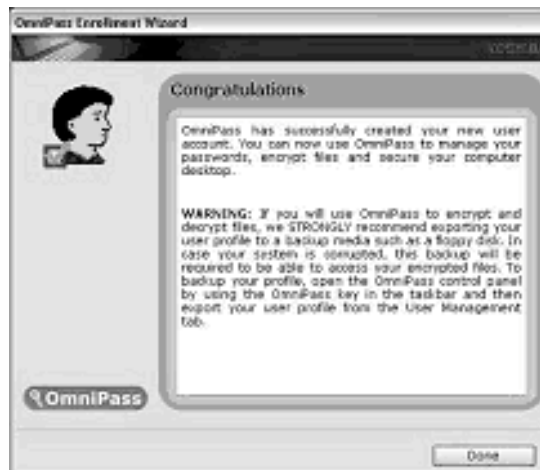 OmniPass Enrollment Wizard
Congratulations
OmniPass has successfully created your new user
account. You can now use OmniPass to manage your
passwords, encrypt files and secure your computer
desktop.
WARNING: If you will use OmniPass to encrypt and
decrypt files, we STRONGLY recommend exporting your
user profile to a backup media such as a floppy disk. In
case your system is corrupted, this backup will be
required to be able to access your encrypted files. To
backup your profile, open the OmniPass control panel
by using the OmniPass key in the taskbar and then
export your user profile from the User Management
tab.
OmniPass
Done